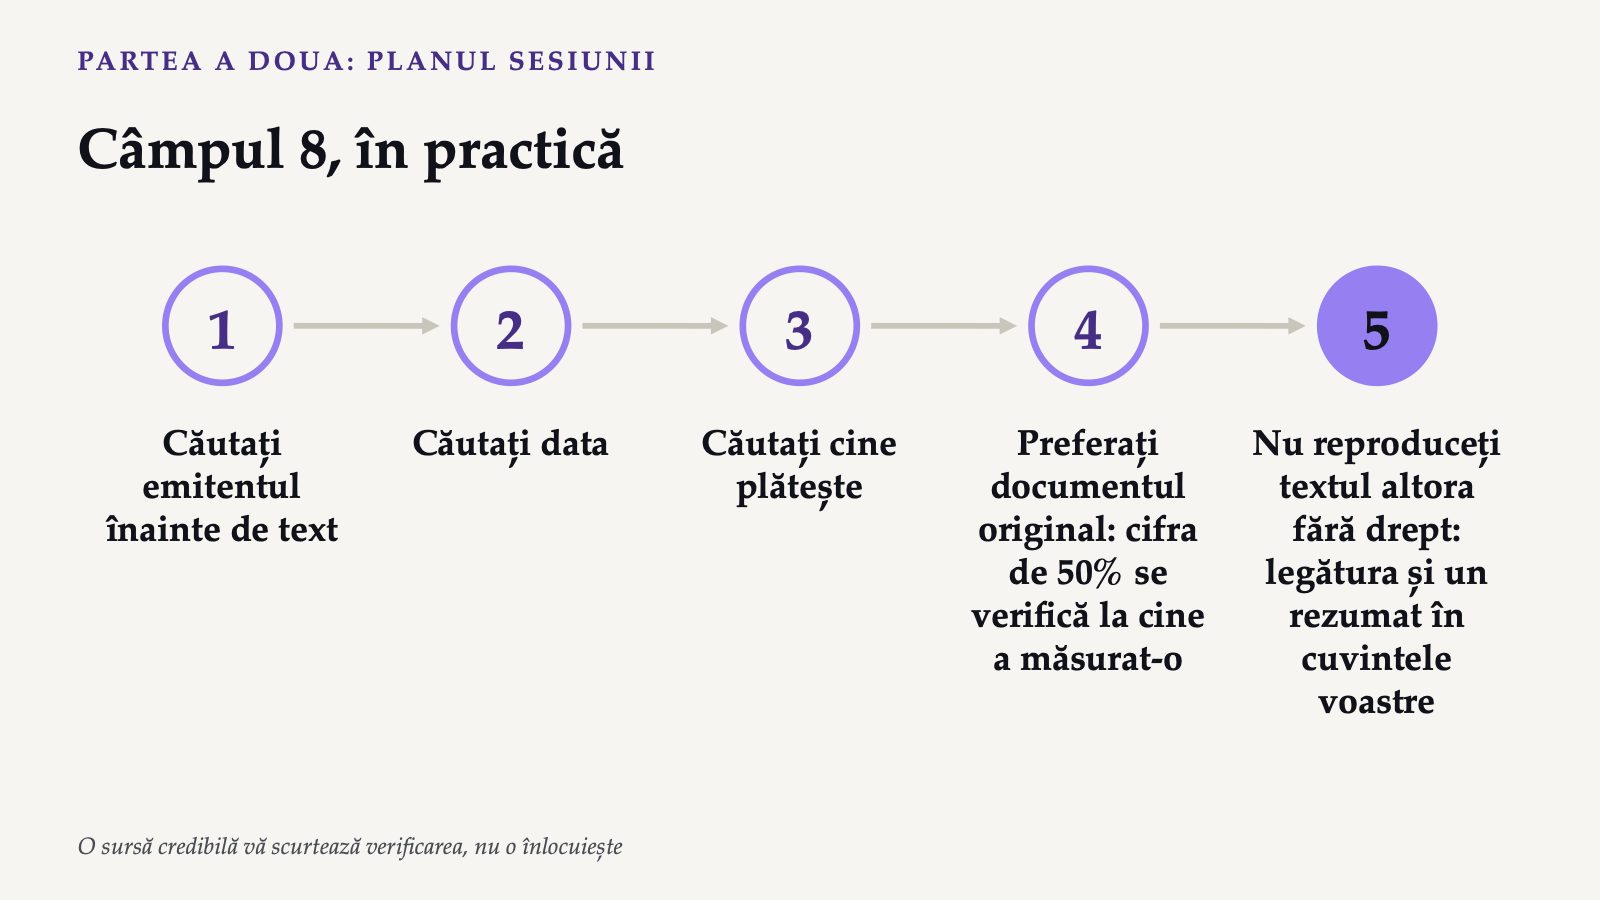 PARTEA A DOUA: PLANUL SESIUNII
Câmpul 8, în practică
1
Căutați
emitentul
înainte de text
2
Căutați data
3
Căutați cine
plătește
4
Preferați
documentul
original: cifra
de 50% se
verifică la cine
a măsurat-o
5
Nu reproduceți
textul altora
fără drept:
legătura și un
rezumat în
cuvintele
voastre
O sursă credibilă vă scurtează verificarea, nu o înlocuiește